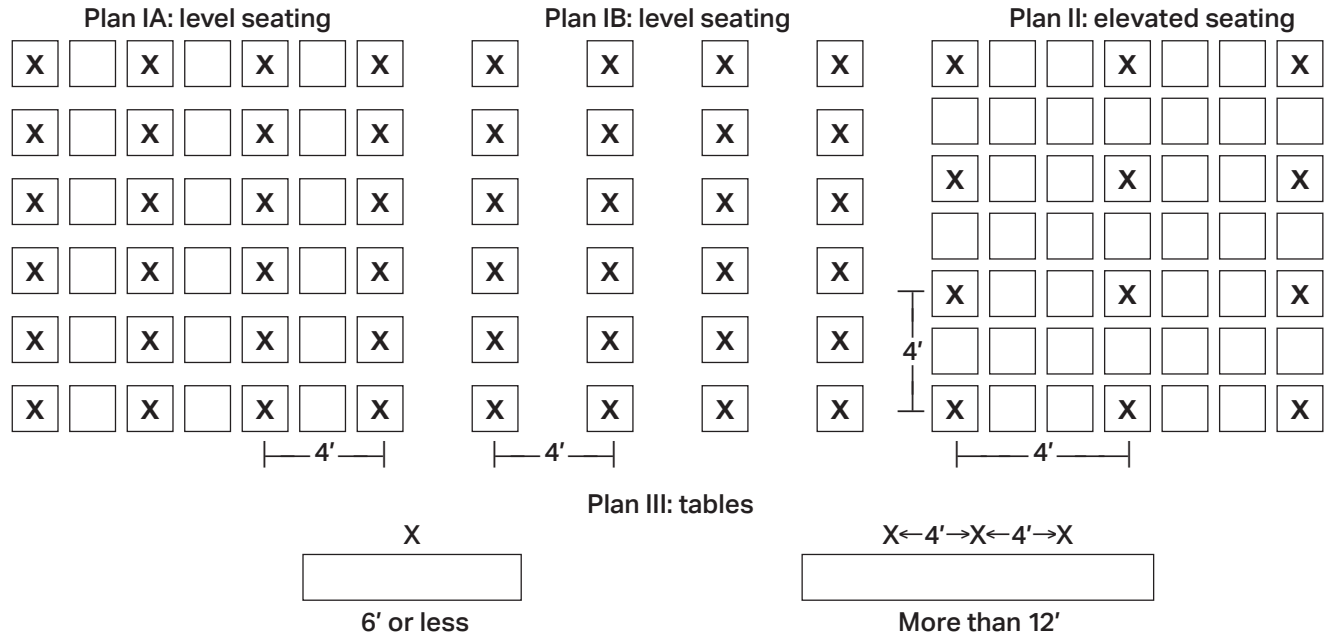 Plan IA: level seating
Plan IB: level seating
Plan II: elevated seating
X X X X X X X X X X X
X X X X X X X X
X X X X X X X X X X X
X X X X X X X X
X X X X X X X X
X X X
4′
X X X X X X X X X X X
4′ 4′ 4′
Plan III: tables
X X←4′→X←4′→X
6′ or less More than 12′